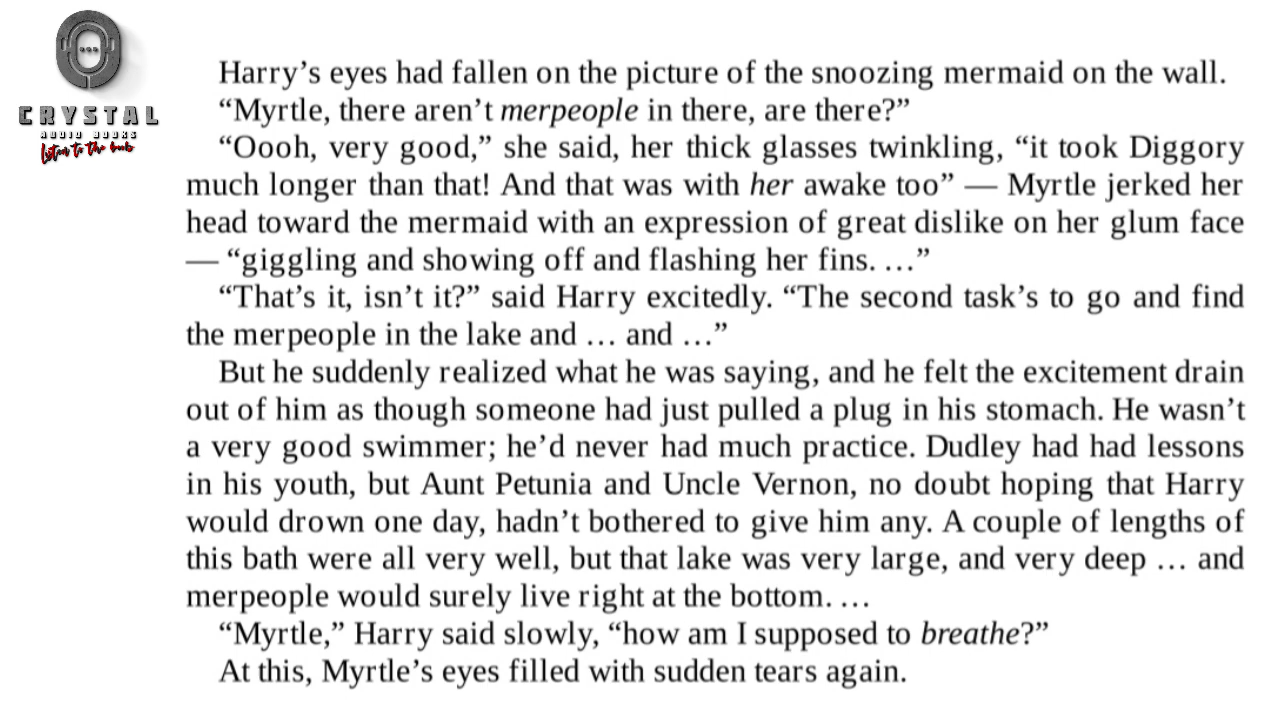 CRYSTAL
AUDIO BOOKS
Listen to the book
Harry’s eyes had fallen on the picture of the snoozing mermaid on the wall.
“Myrtle, there aren’t merpeople in there, are there?”
“Oooh, very good,” she said, her thick glasses twinkling, “it took Diggory
much longer than that! And that was with her awake too” — Myrtle jerked her
head toward the mermaid with an expression of great dislike on her glum face
— “giggling and showing off and flashing her fins. …”
“That’s it, isn’t it?” said Harry excitedly. “The second task’s to go and find
the merpeople in the lake and … and …”
But he suddenly realized what he was saying, and he felt the excitement drain
out of him as though someone had just pulled a plug in his stomach. He wasn’t
a very good swimmer; he’d never had much practice. Dudley had had lessons
in his youth, but Aunt Petunia and Uncle Vernon, no doubt hoping that Harry
would drown one day, hadn’t bothered to give him any. A couple of lengths of
this bath were all very well, but that lake was very large, and very deep … and
merpeople would surely live right at the bottom. …
“Myrtle,” Harry said slowly, “how am I supposed to breathe?”
At this, Myrtle’s eyes filled with sudden tears again.